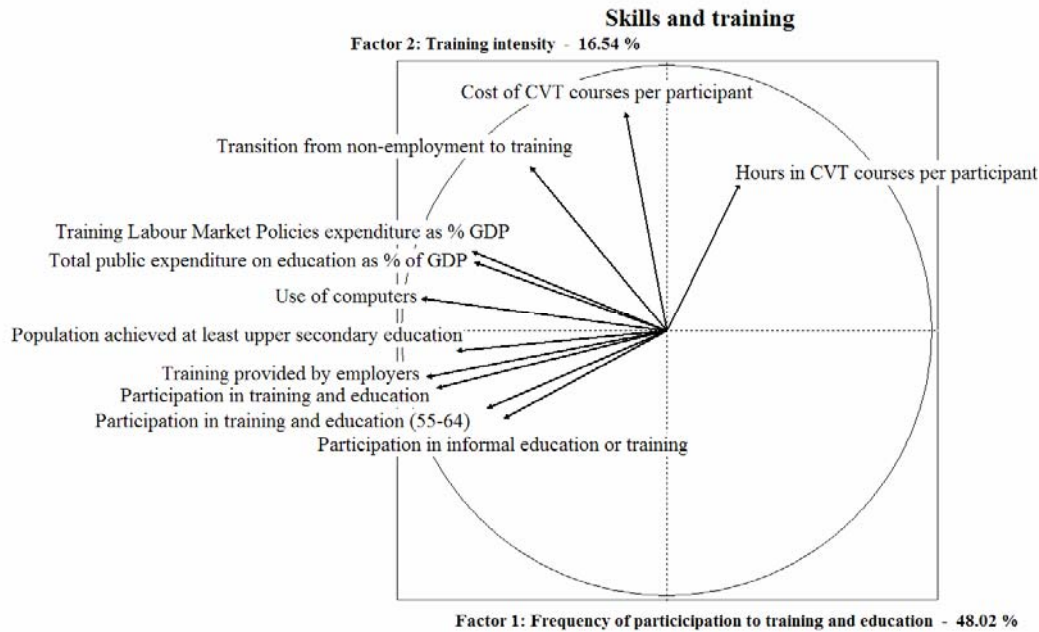 Skills and training
Factor 2: Training intensity - 16.54 %
Cost of CVT courses per participant
Transition from non-employment to training
Hours in CVT courses per participant
Training Labour Market Policies expenditure as % GDP
Total public expenditure on education as % of GDP
Use of computers
Population achieved at least upper secondary education
Training provided by employers
Participation in training and education
Participation in training and education (55-64)
Participation in informal education or training
Factor 1: Frequency of particicipation to training and education - 48.02 %